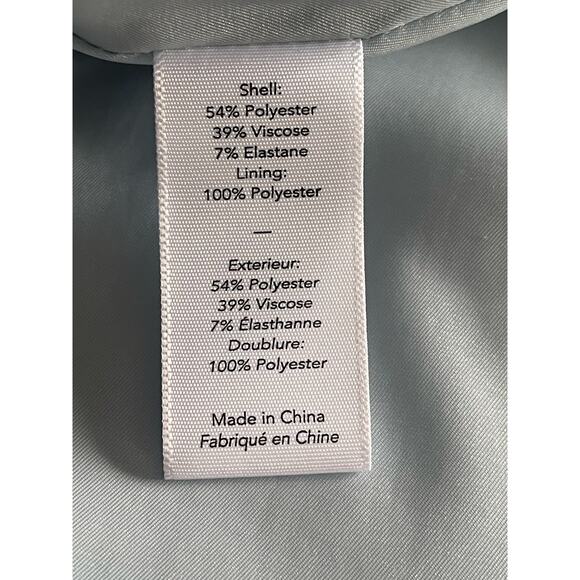 Shell:
54% Polyester
39% Viscose
7% Elastane
Lining:
100% Polyester
—
Exterieur:
54% Polyester
39% Viscose
7% Élasthanne
Doublure:
100% Polyester
Made in China
Fabriqué en Chine